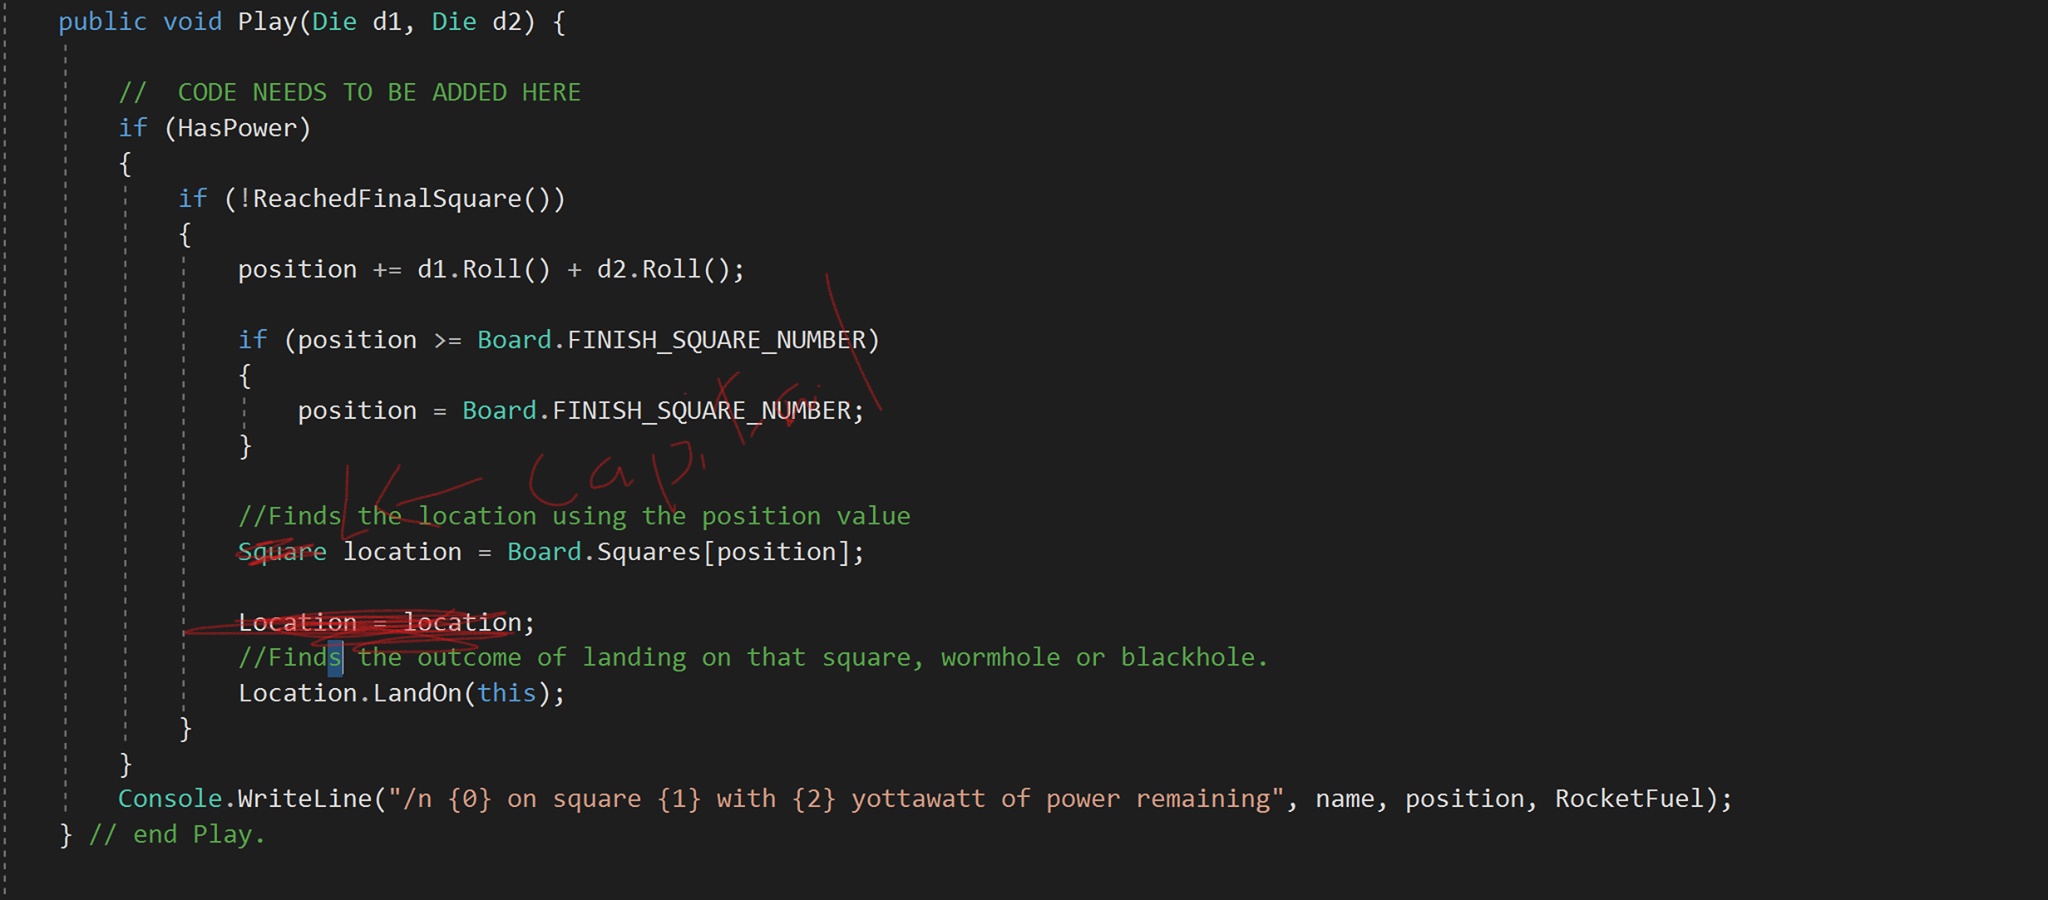 public void Play(Die d1, Die d2) {
//  CODE NEEDS TO BE ADDED HERE
if (HasPower)
{
if (!ReachedFinalSquare())
{
position += d1.Roll() + d2.Roll();
if (position >= Board.FINISH_SQUARE_NUMBER)
{
position = Board.FINISH_SQUARE_NUMBER;
}
L ← Capital
//Finds the location using the position value
Square location = Board.Squares[position];
Location = location;
//Finds the outcome of landing on that square, wormhole or blackhole.
Location.LandOn(this);
}
}
Console.WriteLine("/n {0} on square {1} with {2} yottawatt of power remaining", name, position, RocketFuel);
} // end Play.